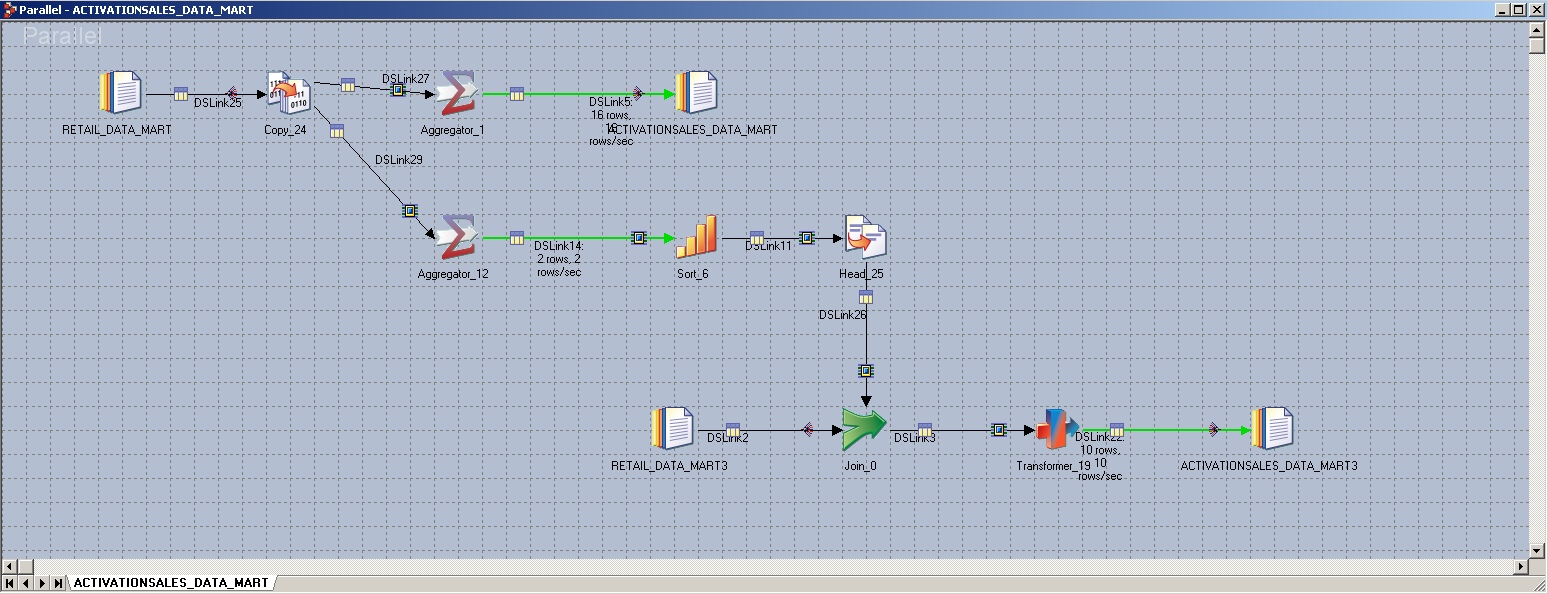 Parallel - ACTIVATIONSALES_DATA_MART
Parallel
DSLink27
DSLink25
DSLink5:
16 rows,
16
rows/sec
RETAIL_DATA_MART
Copy_24
Aggregator_1
ACTIVATIONSALES_DATA_MART
DSLink29
DSLink14:
2 rows, 2
rows/sec
DSLink11
Aggregator_12
Sort_6
Head_25
DSLink26
DSLink2
DSLink3
DSLink22:
10 rows,
10
rows/sec
RETAIL_DATA_MART3
Join_0
Transformer_19
ACTIVATIONSALES_DATA_MART3
ACTIVATIONSALES_DATA_MART